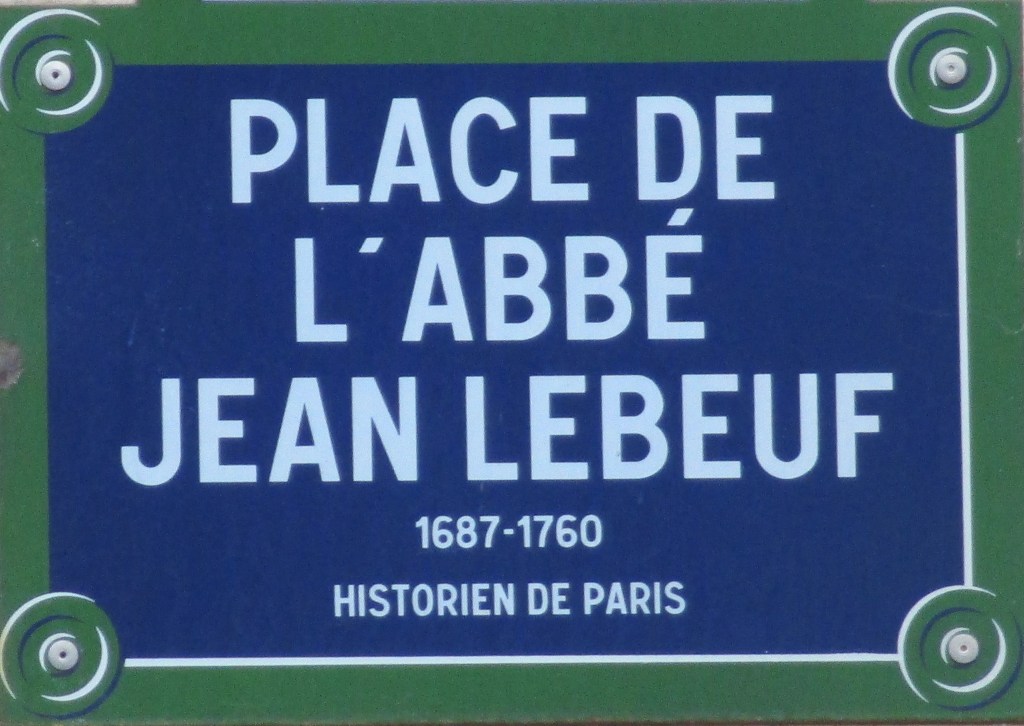 PLACE DE
L´ABBÉ
JEAN LEBEUF
1687-1760
HISTORIEN DE PARIS